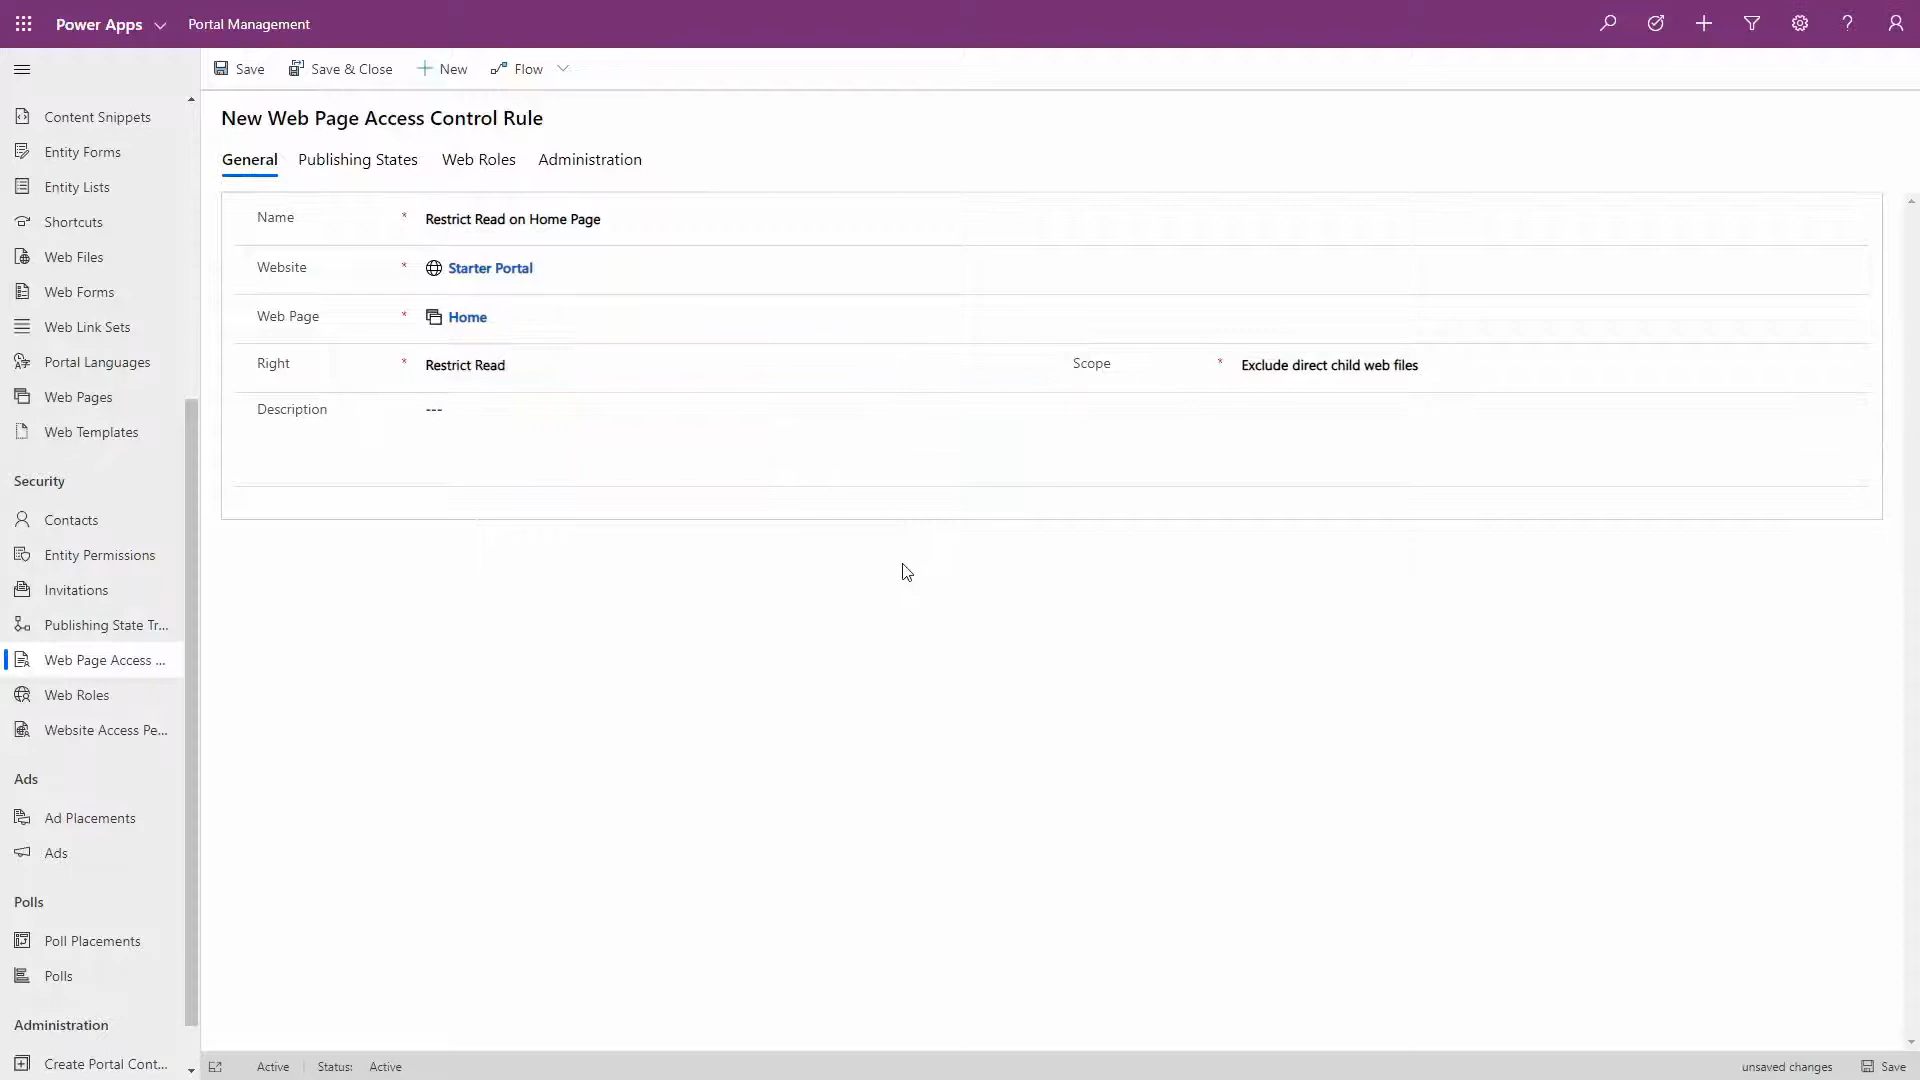 Power Apps
Portal Management
Save
Save & Close
New
Flow
New Web Page Access Control Rule
General
Publishing States
Web Roles
Administration
Name * Restrict Read on Home Page
Website * Starter Portal
Web Page * Home
Right * Restrict Read
Scope * Exclude direct child web files
Description ---
Content Snippets
Entity Forms
Entity Lists
Shortcuts
Web Files
Web Forms
Web Link Sets
Portal Languages
Web Pages
Web Templates
Security
Contacts
Entity Permissions
Invitations
Publishing State Tr...
Web Page Access ...
Web Roles
Website Access Pe...
Ads
Ad Placements
Ads
Polls
Poll Placements
Polls
Administration
Create Portal Cont...
Active
Status: Active
unsaved changes
Save